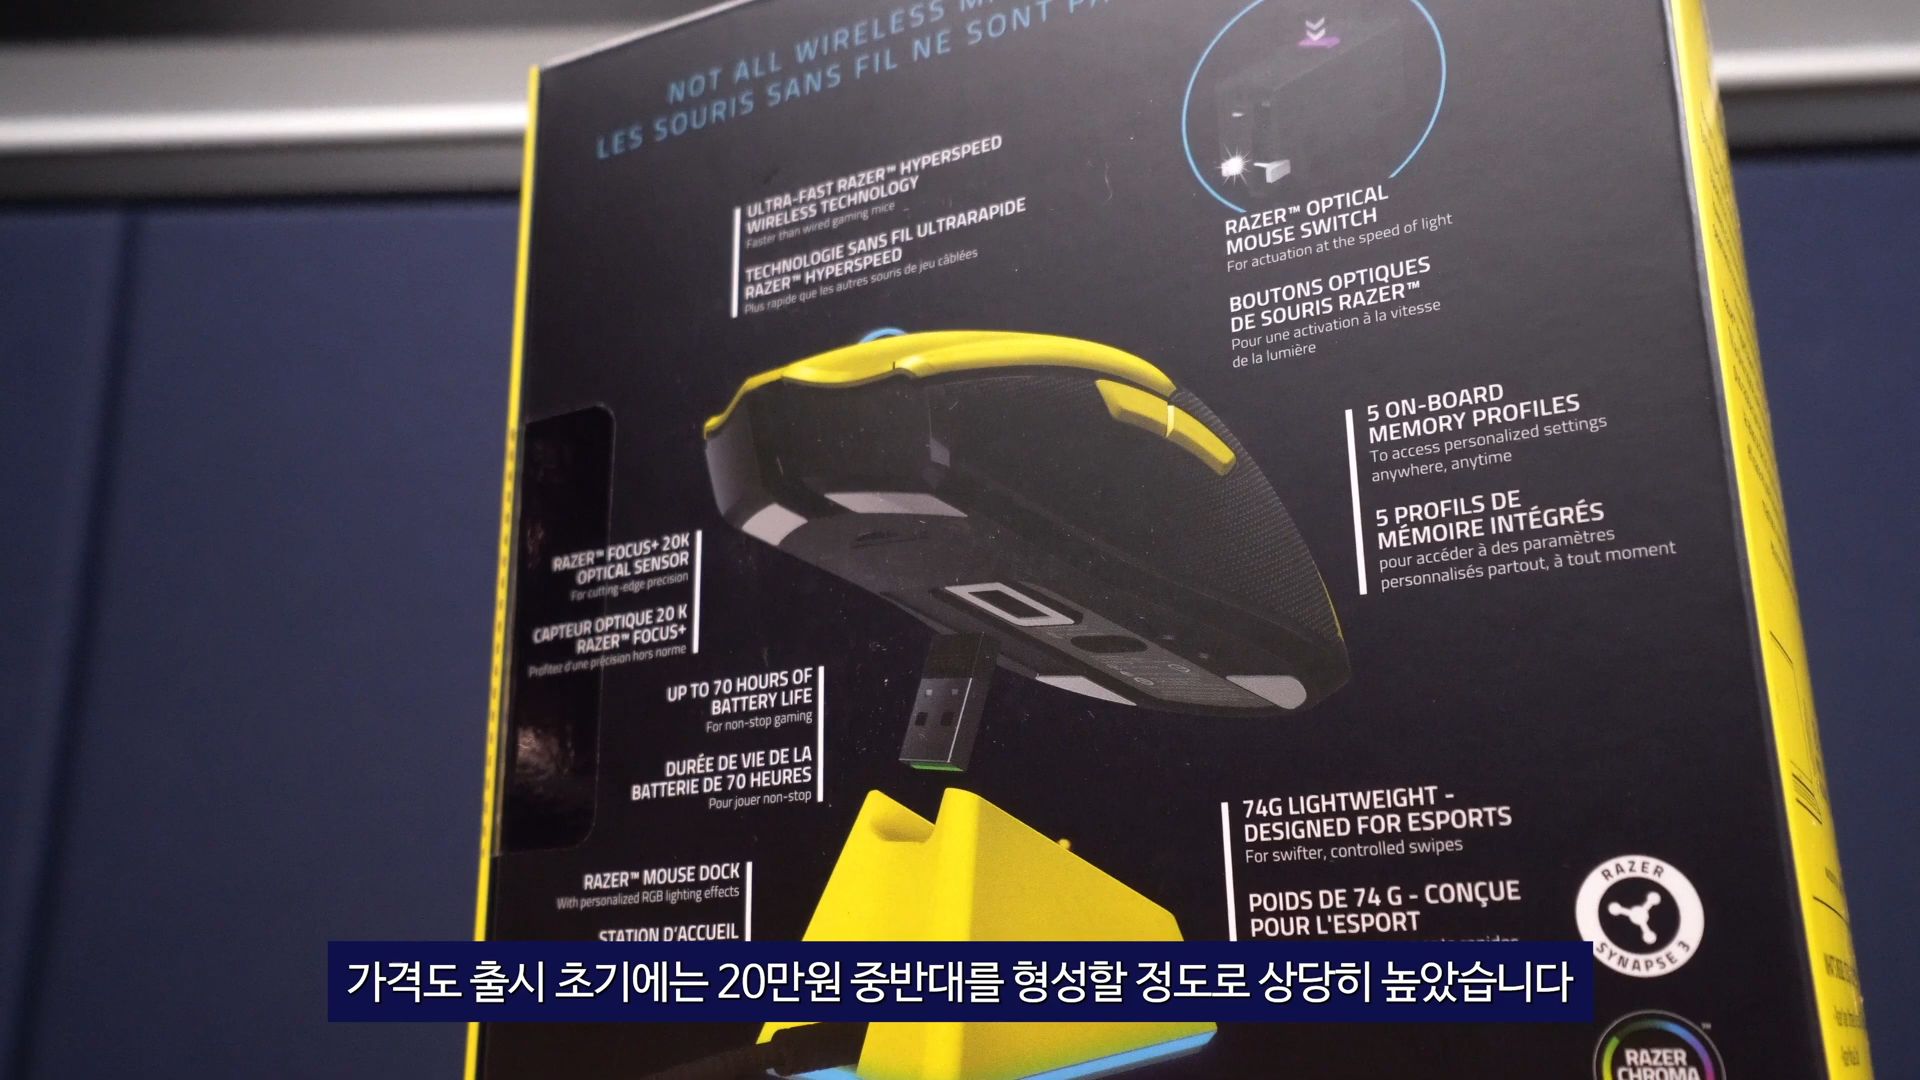 NOT ALL WIRELESS
LES SOURIS SANS FIL NE SONT
ULTRA-FAST RAZER™ HYPERSPEED
WIRELESS TECHNOLOGY
Faster than wired gaming mice
TECHNOLOGIE SANS FIL ULTRARAPIDE
RAZER™ HYPERSPEED
Plus rapide que les autres souris de jeu câblées
RAZER™ OPTICAL
MOUSE SWITCH
For actuation at the speed of light
BOUTONS OPTIQUES
DE SOURIS RAZER™
Pour une activation à la vitesse
de la lumière
5 ON-BOARD
MEMORY PROFILES
To access personalized settings
anywhere, anytime
5 PROFILS DE
MÉMOIRE INTÉGRÉS
pour accéder à des paramètres
personnalisés partout, à tout moment
RAZER™ FOCUS+ 20K
OPTICAL SENSOR
For cutting-edge precision
CAPTEUR OPTIQUE 20 K
RAZER™ FOCUS+
Profitez d'une précision hors norme
UP TO 70 HOURS OF
BATTERY LIFE
For non-stop gaming
DURÉE DE VIE DE LA
BATTERIE DE 70 HEURES
Pour jouer non-stop
74G LIGHTWEIGHT -
DESIGNED FOR ESPORTS
For swifter, controlled swipes
POIDS DE 74 G - CONÇUE
POUR L'ESPORT
RAZER™ MOUSE DOCK
With personalized RGB lighting effects
STATION D'ACCUEIL
RAZER
SYNAPSE 3
가격도 출시 초기에는 20만원 중반대를 형성할 정도로 상당히 높았습니다
RAZER
CHROMA